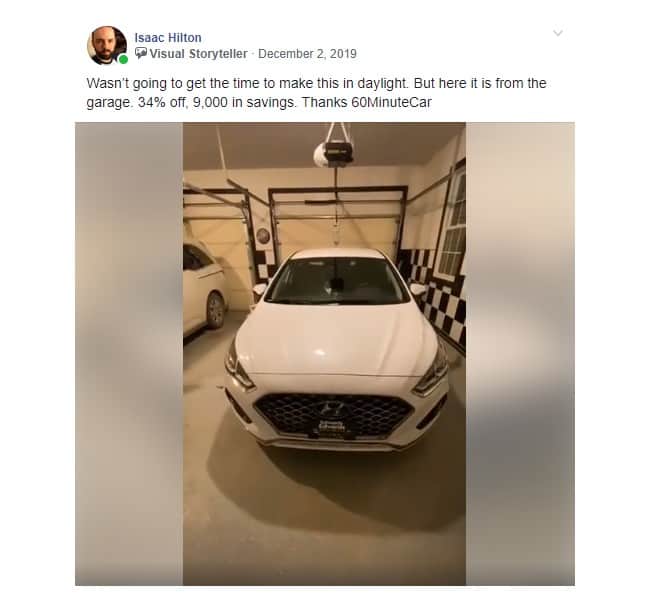 Isaac Hilton
Visual Storyteller · December 2, 2019
Wasn't going to get the time to make this in daylight. But here it is from the
garage. 34% off, 9,000 in savings. Thanks 60MinuteCar